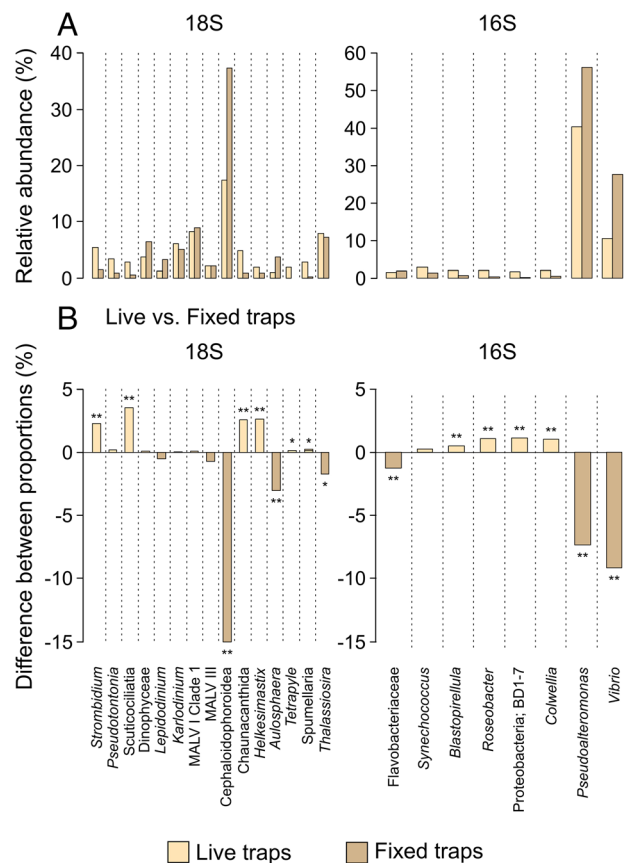 A
18S
16S
Relative abundance (%)
40
30
20
10
0
60
50
40
30
20
10
0
B
Live vs. Fixed traps
18S
16S
Difference between proportions (%)
5
0
-5
-10
-15
5
0
-5
-10
-15
**
**
**
**
**
**
*
*
*
**
**
**
**
**
**
**
Strombidium
Pseudotontonia
Scuticociliatia
Dinophyceae
Lepidodinium
Karlodinium
MALV I Clade 1
MALV III
Cephaloidophoroidea
Chaunacanthida
Helkesimastix
Aulosphaera
Tetrapyle
Spumellaria
Thalassiosira
Flavobacteriaceae
Synechococcus
Blastopirellula
Roseobacter
Proteobacteria; BD1-7
Colwellia
Pseudoalteromonas
Vibrio
Live traps
Fixed traps